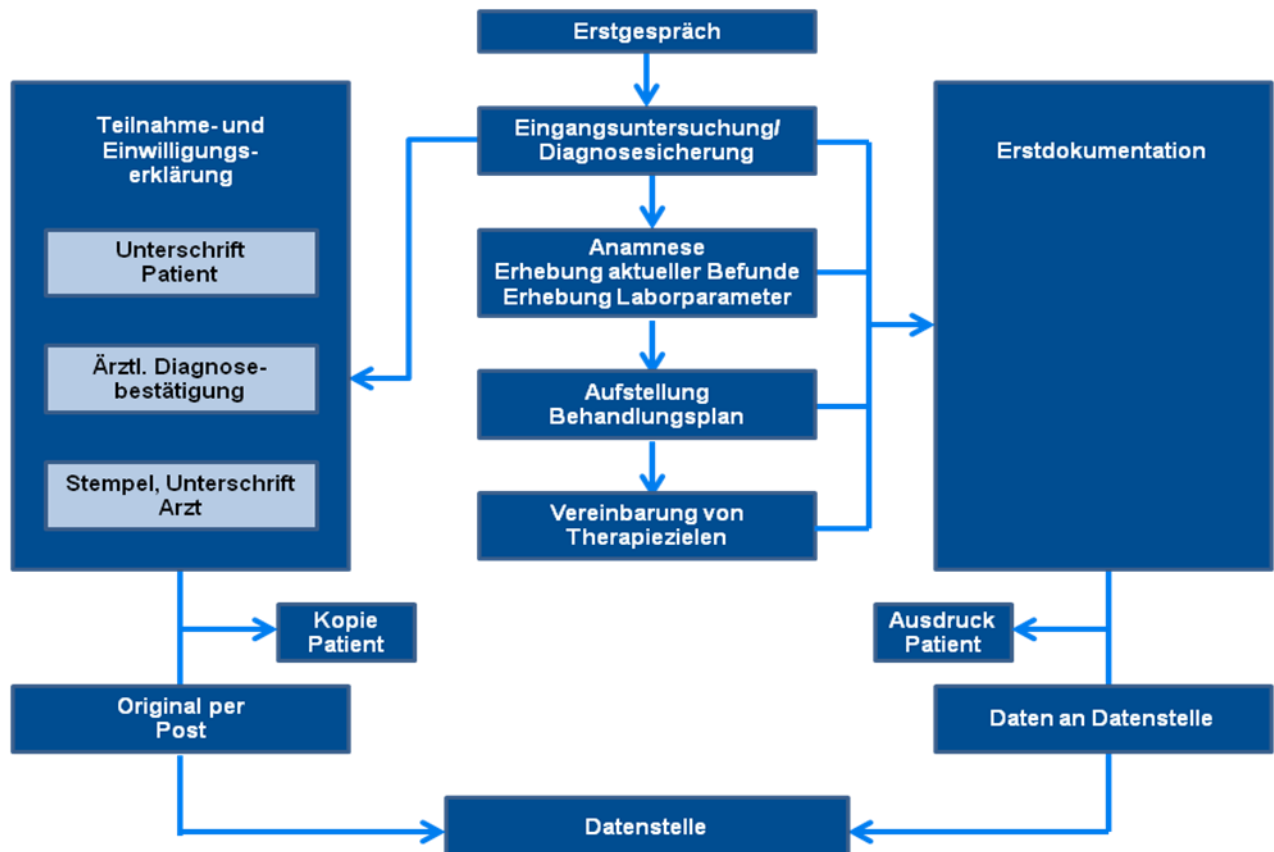 Erstgespräch
Teilnahme- und
Einwilligungs-
erklärung
Unterschrift
Patient
Ärztl. Diagnose-
bestätigung
Stempel, Unterschrift
Arzt
Eingangsuntersuchung/
Diagnosesicherung
Anamnese
Erhebung aktueller Befunde
Erhebung Laborparameter
Aufstellung
Behandlungsplan
Vereinbarung von
Therapiezielen
Erstdokumentation
Kopie
Patient
Ausdruck
Patient
Original per
Post
Daten an Datenstelle
Datenstelle